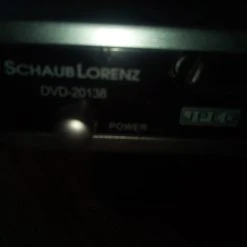 SCHAUB LORENZ
DVD-20138
POWER
JPEG